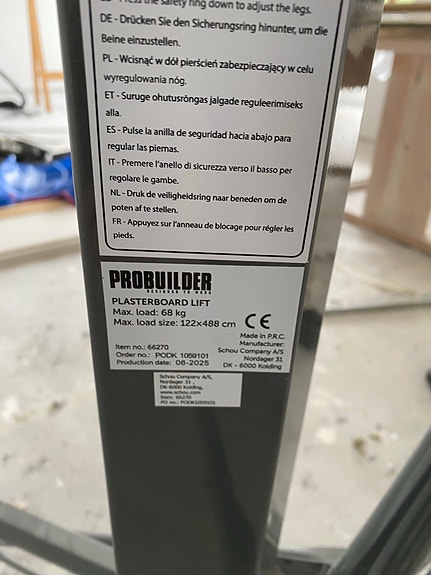 Press the safety ring down to adjust the legs.
DE - Drücken Sie den Sicherungsring hinunter, um die
Beine einzustellen.
PL - Wcisnąć w dół pierścień zabezpieczający w celu
wyregulowania nóg.
ET - Suruge ohutusrõngas jalgade reguleerimiseks
alla.
ES - Pulse la anilla de seguridad hacia abajo para
regular las piernas.
IT - Premere l'anello di sicurezza verso il basso per
regolare le gambe.
NL - Druk de veiligheidsring naar beneden om de
poten af te stellen.
FR - Appuyez sur l'anneau de blocage pour régler les
pieds.
PROBUILDER
DESIGNED TO WORK
PLASTERBOARD LIFT
Max. load: 68 kg
Max. load size: 122x488 cm
CE
Made in P.R.C.
Manufacturer:
Schou Company A/S
Nordager 31
DK - 6000 Kolding
Item no.: 66270
Order no.: PODK 1059101
Production date: 06-2025
Schou Company A/S,
Nordager 31 ,
DK-6000 Kolding,
www.schou.com
Item: 66270
PO no.: PODK1059101